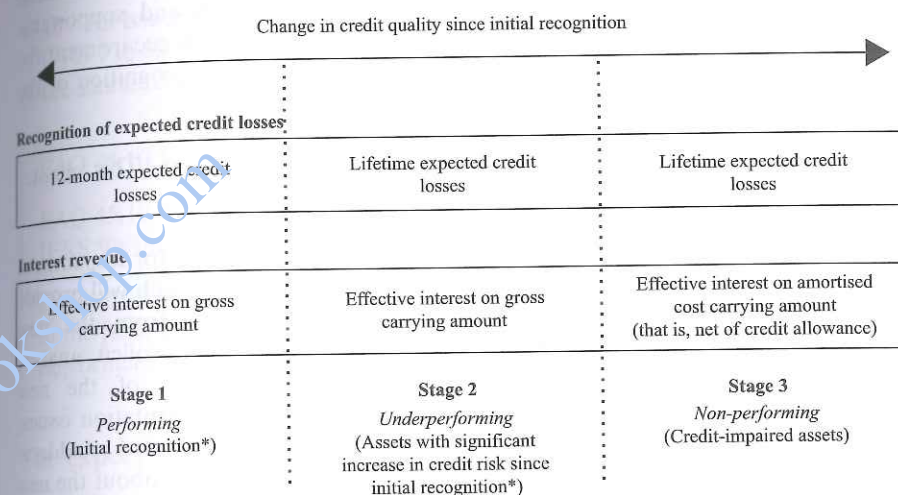 Change in credit quality since initial recognition
Recognition of expected credit losses
12-month expected credit
losses
Lifetime expected credit
losses
Lifetime expected credit
losses
Interest revenue
Effective interest on gross
carrying amount
Effective interest on gross
carrying amount
Effective interest on amortised
cost carrying amount
(that is, net of credit allowance)
Stage 1
Performing
(Initial recognition*)
Stage 2
Underperforming
(Assets with significant
increase in credit risk since
initial recognition*)
Stage 3
Non-performing
(Credit-impaired assets)
okshop.com